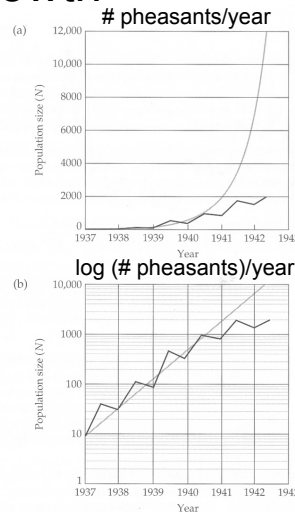 # pheasants/year
(a)
12,000
10,000
8000
6000
4000
2000
Population size (N)
1937 1938 1939 1940 1941 1942
Year
log (# pheasants)/year
(b)
10,000
1000
100
10
1
Population size (N)
1937 1938 1939 1940 1941 1942
Year